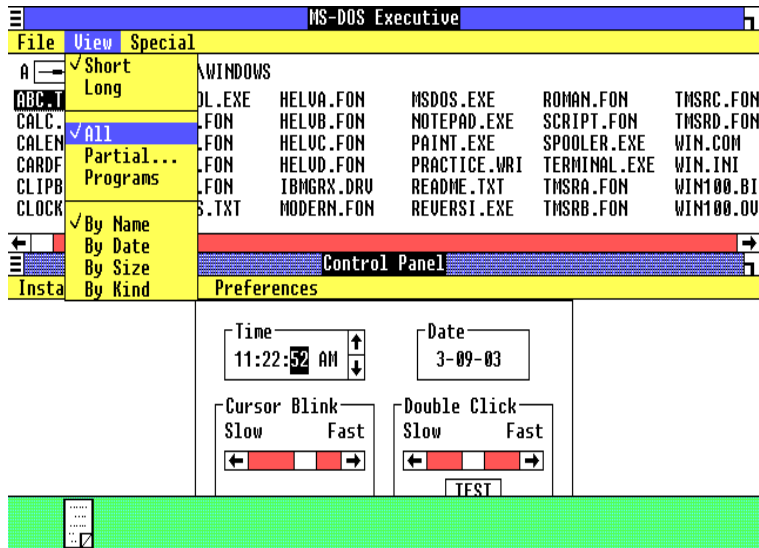 MS-DOS Executive
File View Special
A \WINDOWS
✓Short
Long
✓All
Partial...
Programs
✓By Name
By Date
By Size
By Kind
ABC.T OL.EXE HELVA.FON MSDOS.EXE ROMAN.FON TMSRC.FON
CALC. .FON HELVB.FON NOTEPAD.EXE SCRIPT.FON TMSRD.FON
CALEN .FON HELVC.FON PAINT.EXE SPOOLER.EXE WIN.COM
CARDF .FON HELVD.FON PRACTICE.WRI TERMINAL.EXE WIN.INI
CLIPB .FON IBMGRX.DRV README.TXT TMSRA.FON WIN100.BI
CLOCK S.TXT MODERN.FON REVERSI.EXE TMSRB.FON WIN100.OV
Control Panel
Insta Preferences
Time Date
11:22:52 AM 3-09-03
Cursor Blink Double Click
Slow Fast Slow Fast
TEST